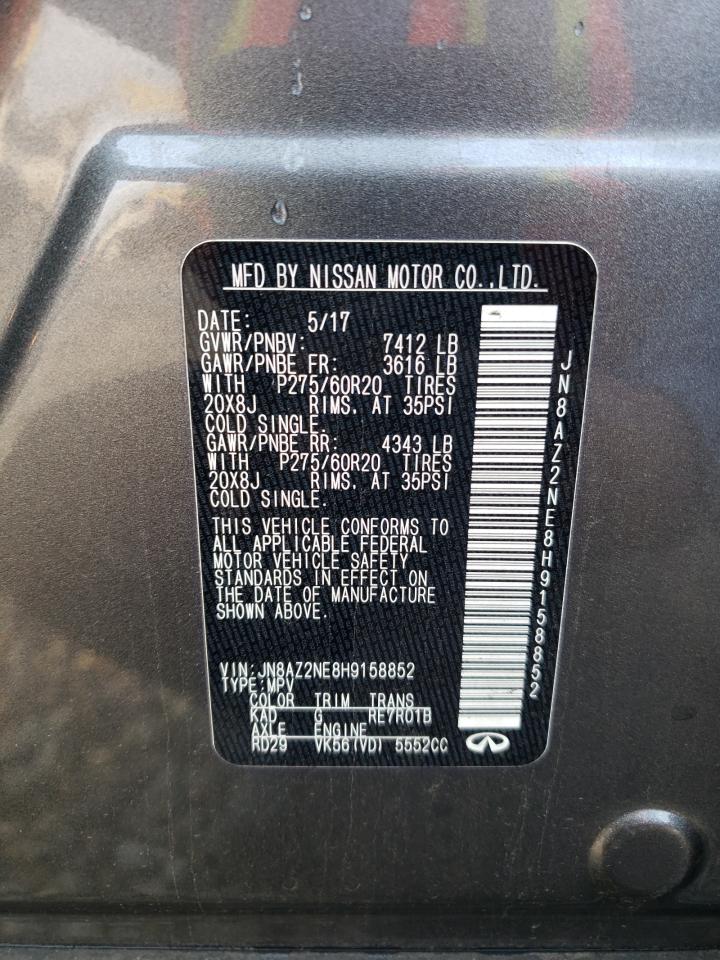 MFD BY NISSAN MOTOR CO.,LTD.
DATE: 5/17
GVWR/PNBV: 7412 LB
GAWR/PNBE FR: 3616 LB
WITH P275/60R20 TIRES
20X8J RIMS, AT 35PSI
COLD SINGLE.
GAWR/PNBE RR: 4343 LB
WITH P275/60R20 TIRES
20X8J RIMS, AT 35PSI
COLD SINGLE.
THIS VEHICLE CONFORMS TO
ALL APPLICABLE FEDERAL
MOTOR VEHICLE SAFETY
STANDARDS IN EFFECT ON
THE DATE OF MANUFACTURE
SHOWN ABOVE.
VIN:JN8AZ2NE8H9158852
TYPE:MPV
COLOR TRIM TRANS
KAD G RE7R01B
AXLE ENGINE
RD29 VK56(VD) 5552CC
JN8AZ2NE8H9158852